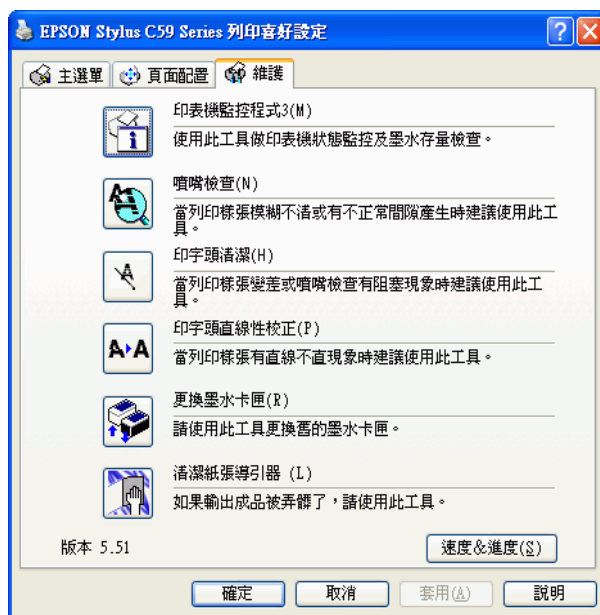 EPSON Stylus C59 Series 列印喜好設定
主選單 頁面配置 維護
印表機監控程式3(M)
使用此工具做印表機狀態監控及墨水存量檢查。
噴嘴檢查(N)
當列印樣張模糊不清或有不正常間隙產生時建議使用此工
具。
印字頭清潔(H)
當列印樣張變差或噴嘴檢查有阻塞現象時建議使用此工
具。
印字頭直線性校正(P)
當列印樣張有直線不直現象時建議使用此工具。
更換墨水卡匣(R)
請使用此工具更換舊的墨水卡匣。
清潔紙張導引器 (L)
如果輸出成品被弄髒了，請使用此工具。
版本 5.51
速度&進度(S)
確定 取消 套用(A) 說明